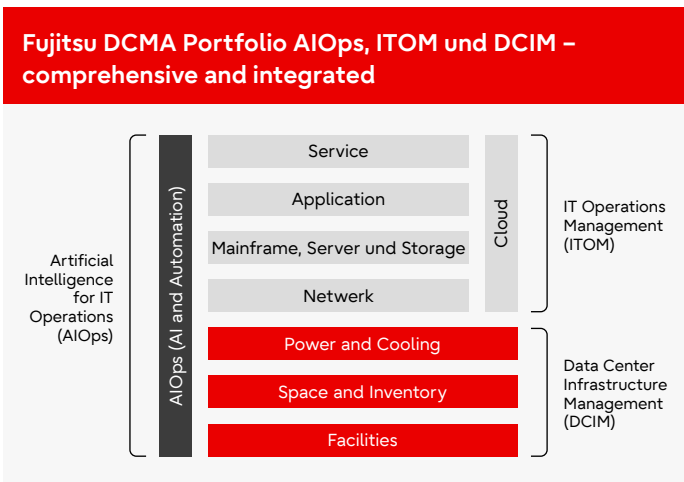 Fujitsu DCMA Portfolio AIOps, ITOM und DCIM –
comprehensive and integrated
Artificial
Intelligence
for IT
Operations
(AIOps)
AIOps (AI and Automation)
Service
Application
Mainframe, Server und Storage
Netwerk
Cloud
Power and Cooling
Space and Inventory
Facilities
IT Operations
Management
(ITOM)
Data Center
Infrastructure
Management
(DCIM)